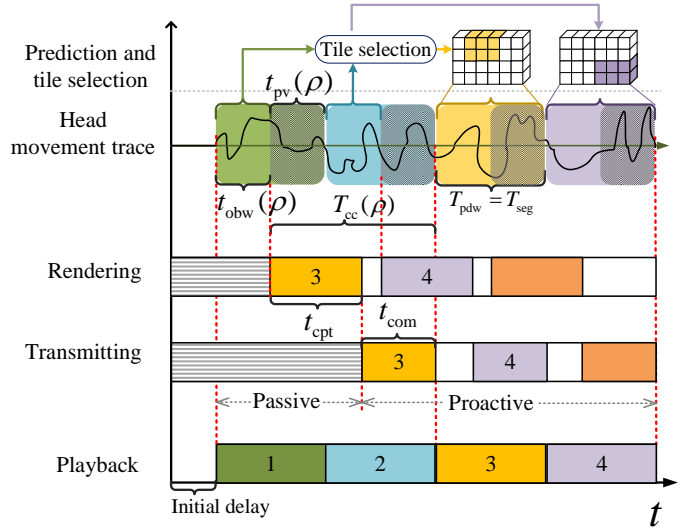 Prediction and
tile selection
Tile selection
t_pv(ρ)
Head
movement trace
t_obw(ρ)
T_cc(ρ)
T_pdw = T_seg
Rendering
3
4
t_cpt
t_com
Transmitting
3
4
Passive
Proactive
Playback
1
2
3
4
Initial delay
t